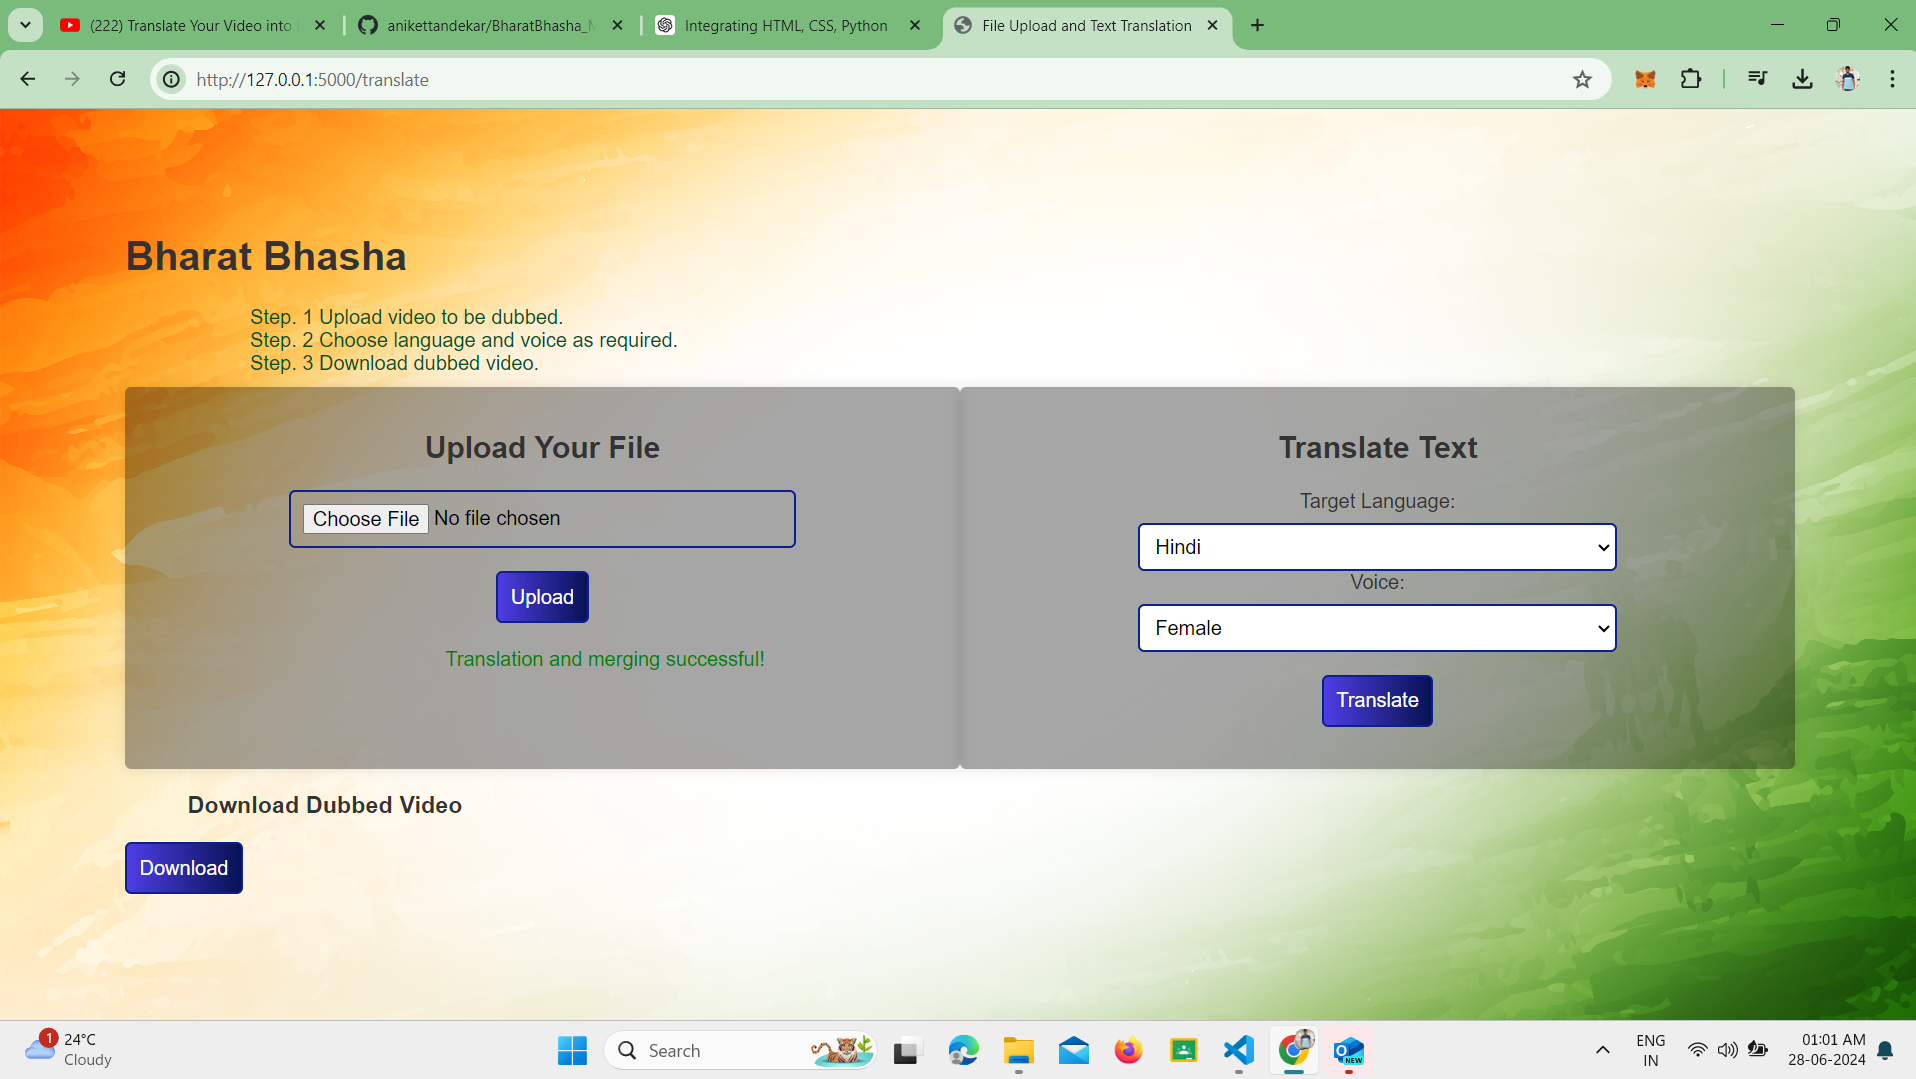 (222) Translate Your Video into
anikettandekar/BharatBhasha_
Integrating HTML, CSS, Python
File Upload and Text Translation
http://127.0.0.1:5000/translate
Bharat Bhasha
Step. 1 Upload video to be dubbed.
Step. 2 Choose language and voice as required.
Step. 3 Download dubbed video.
Upload Your File
Choose File No file chosen
Upload
Translation and merging successful!
Translate Text
Target Language:
Hindi
Voice:
Female
Translate
Download Dubbed Video
Download
1
24°C
Cloudy
Search
NEW
ENG
IN
01:01 AM
28-06-2024